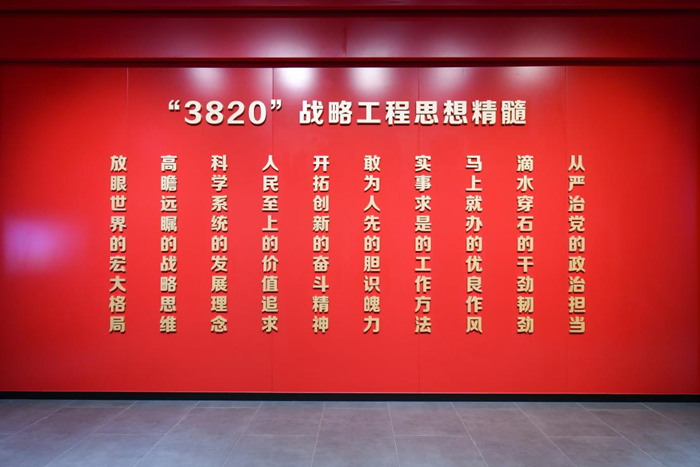 “3820”战略工程思想精髓
放眼世界的宏大格局
高瞻远瞩的战略思维
科学系统的发展理念
人民至上的价值追求
开拓创新的奋斗精神
敢为人先的胆识魄力
实事求是的工作方法
马上就办的优良作风
滴水穿石的干劲韧劲
从严治党的政治担当